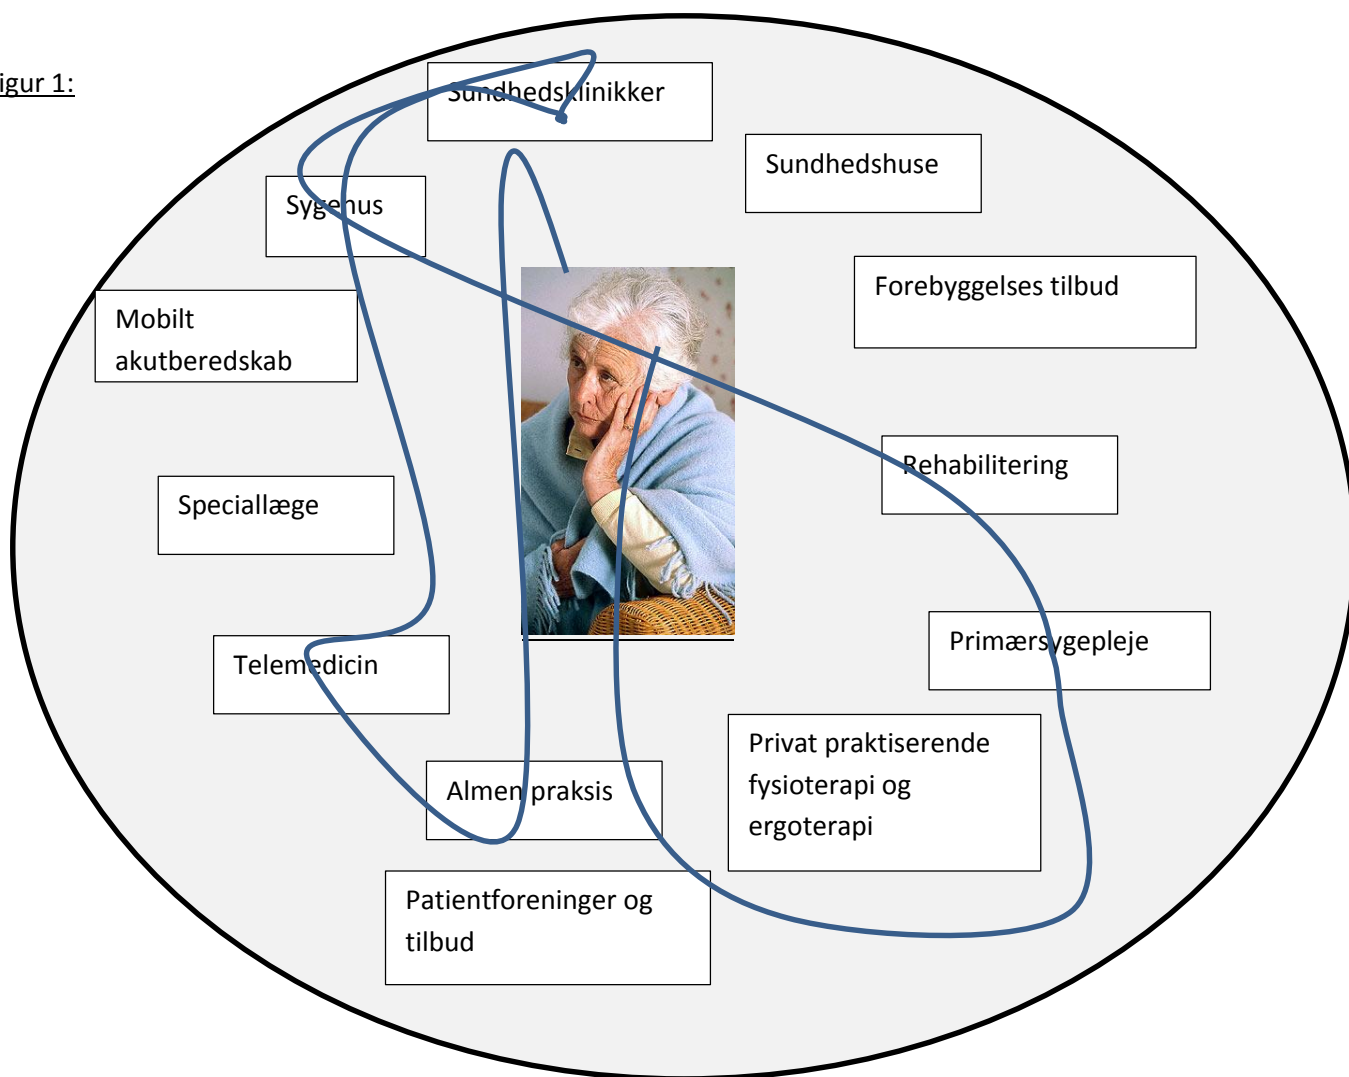 igur 1:
Sundhedsklinikker
Sundhedshuse
Sygehus
Forebyggelses tilbud
Mobilt
akutberedskab
Rehabilitering
Speciallæge
Primærsygepleje
Telemedicin
Privat praktiserende
fysioterapi og
ergoterapi
Almen praksis
Patientforeninger og
tilbud